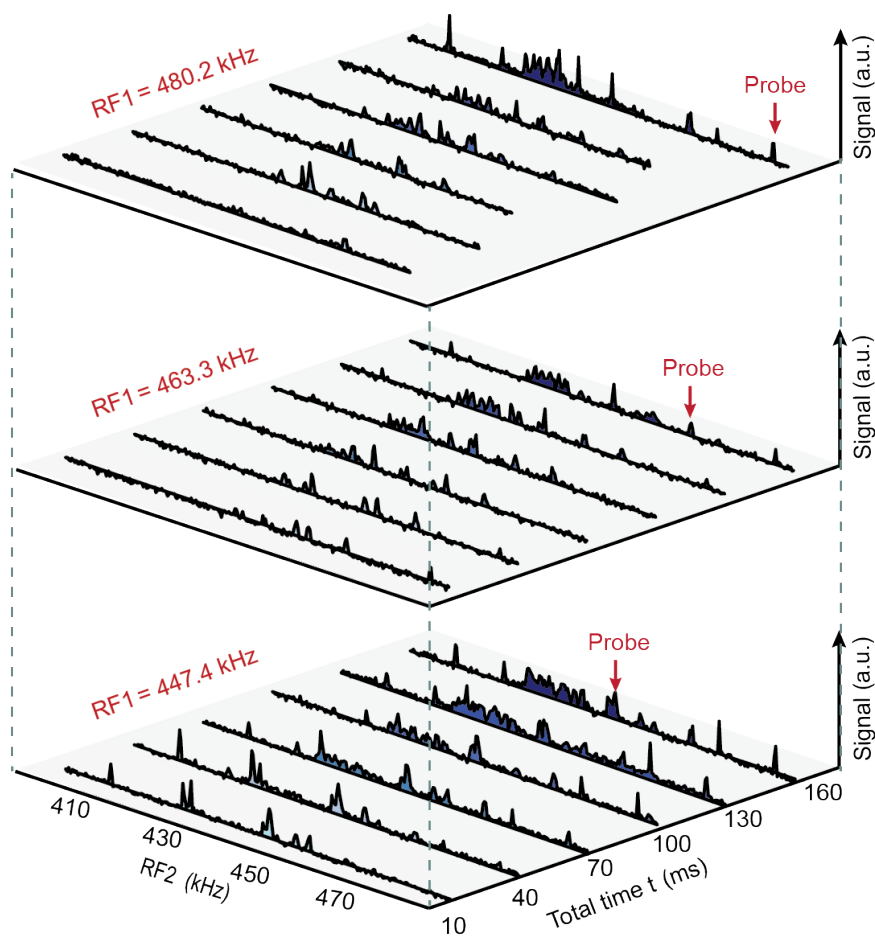 RF1 = 480.2 kHz
Probe
Signal (a.u.)
RF1 = 463.3 kHz
Probe
Signal (a.u.)
RF1 = 447.4 kHz
Probe
Signal (a.u.)
410
430
450
470
RF2 (kHz)
10
40
70
100
130
160
Total time t (ms)